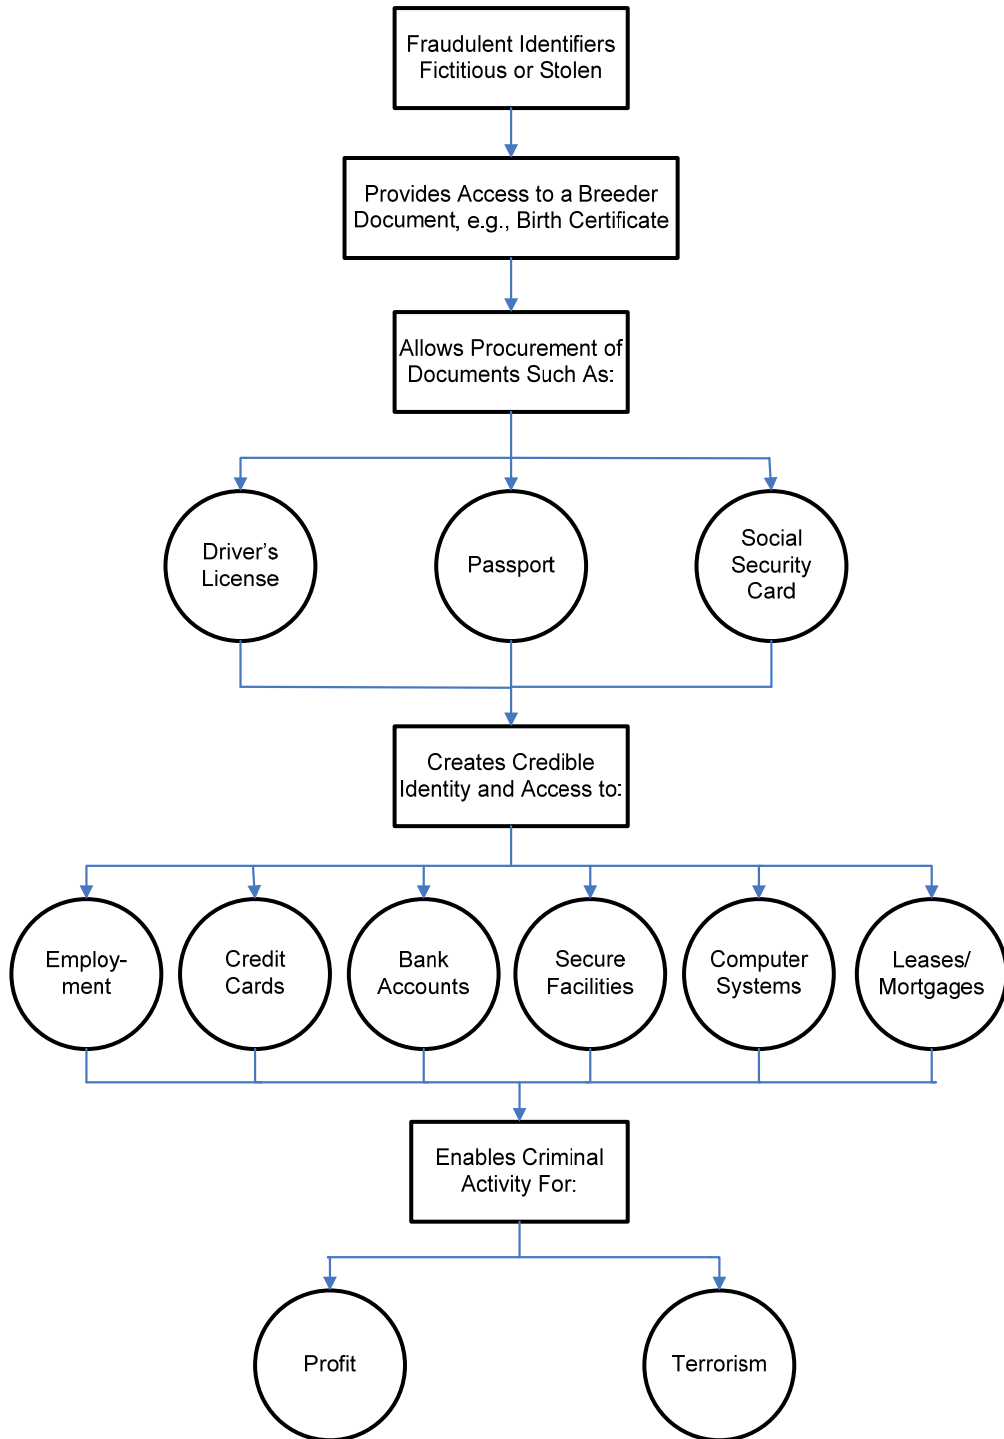 Fraudulent Identifiers
Fictitious or Stolen
Provides Access to a Breeder
Document, e.g., Birth Certificate
Allows Procurement of
Documents Such As:
Driver’s
License
Passport
Social
Security
Card
Creates Credible
Identity and Access to:
Employ-
ment
Credit
Cards
Bank
Accounts
Secure
Facilities
Computer
Systems
Leases/
Mortgages
Enables Criminal
Activity For:
Profit
Terrorism